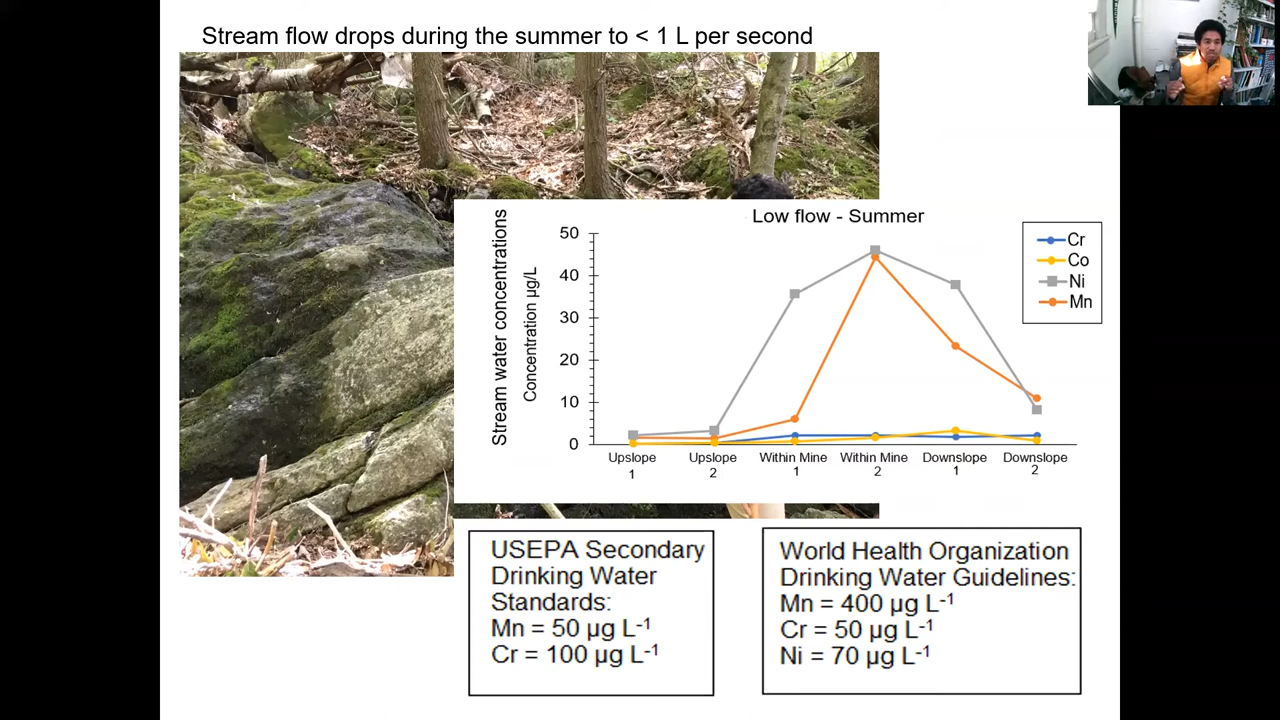 Stream flow drops during the summer to < 1 L per second
Low flow - Summer
Stream water concentrations
Concentration µg/L
50
40
30
20
10
0
Upslope
1
Upslope
2
Within Mine
1
Within Mine
2
Downslope
1
Downslope
2
Cr
Co
Ni
Mn
USEPA Secondary
Drinking Water
Standards:
Mn = 50 µg L⁻¹
Cr = 100 µg L⁻¹
World Health Organization
Drinking Water Guidelines:
Mn = 400 µg L⁻¹
Cr = 50 µg L⁻¹
Ni = 70 µg L⁻¹